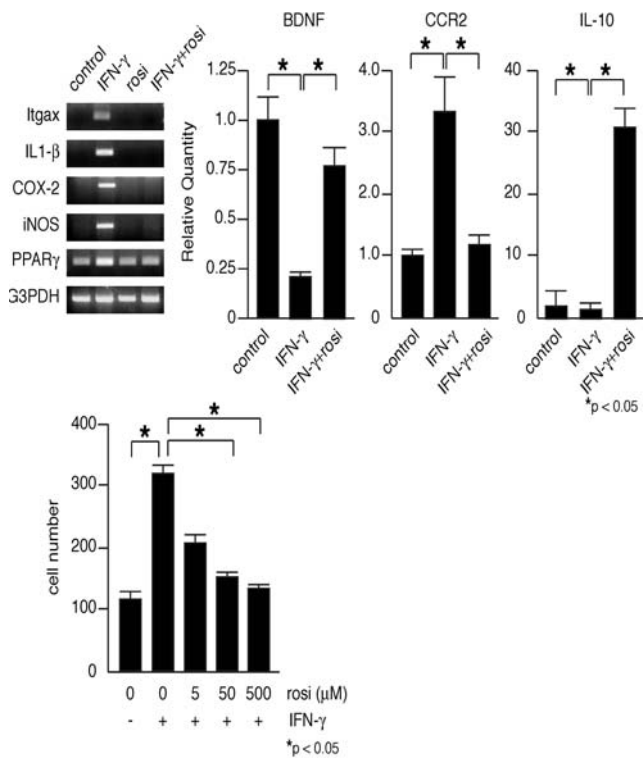 control IFN-γ rosi IFN-γ+rosi
Itgax
IL1-β
COX-2
iNOS
PPARγ
G3PDH
BDNF CCR2 IL-10
* * * * * *
Relative Quantity
1.25 4.0 40
1.0 3.0 30
0.75 20
0.5 2.0
1.0 10
0.25
0 0 0
control IFN-γ IFN-γ+rosi control IFN-γ IFN-γ+rosi control IFN-γ IFN-γ+rosi
*p < 0.05
cell number
400
300
200
100
0
* * *
0 0 5 50 500 rosi (μM)
- + + + + IFN-γ
*p < 0.05